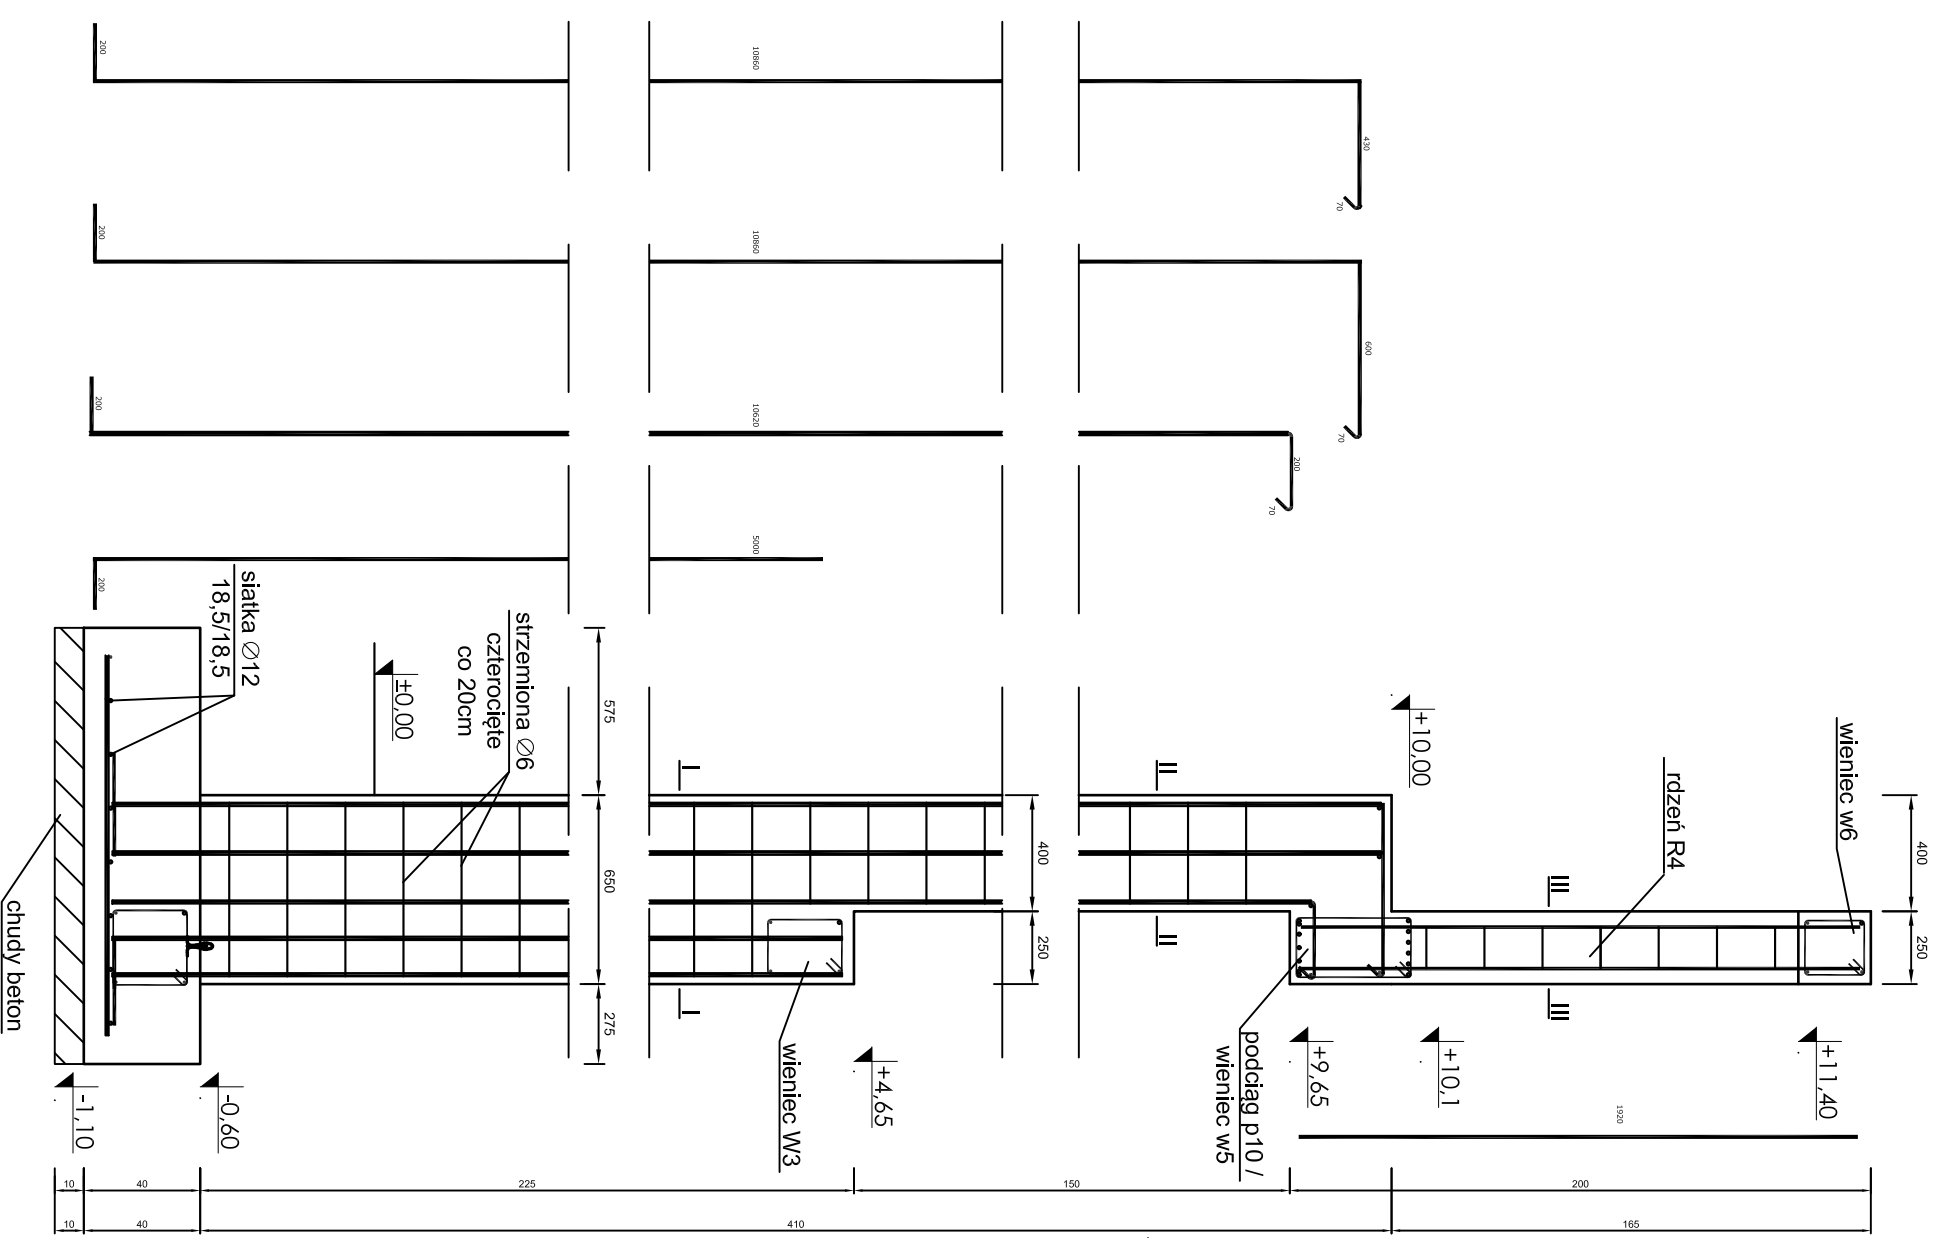 200
10860
430
70
200
10860
600
70
200
10620
200
70
200
5000
siatka ∅12
18,5/18,5
strzemiona ∅6
czterocięte
co 20cm
±0,00
575
650
275
400
250
400
250
+10,00
wieniec w6
rdzeń R4
I
I
II
II
III
III
chudy beton
wieniec W3
podciąg p10 /
wieniec w5
-1,10
-0,60
+4,65
+9,65
+10,1
+11,40
1920
10
40
225
150
200
10
40
410
165